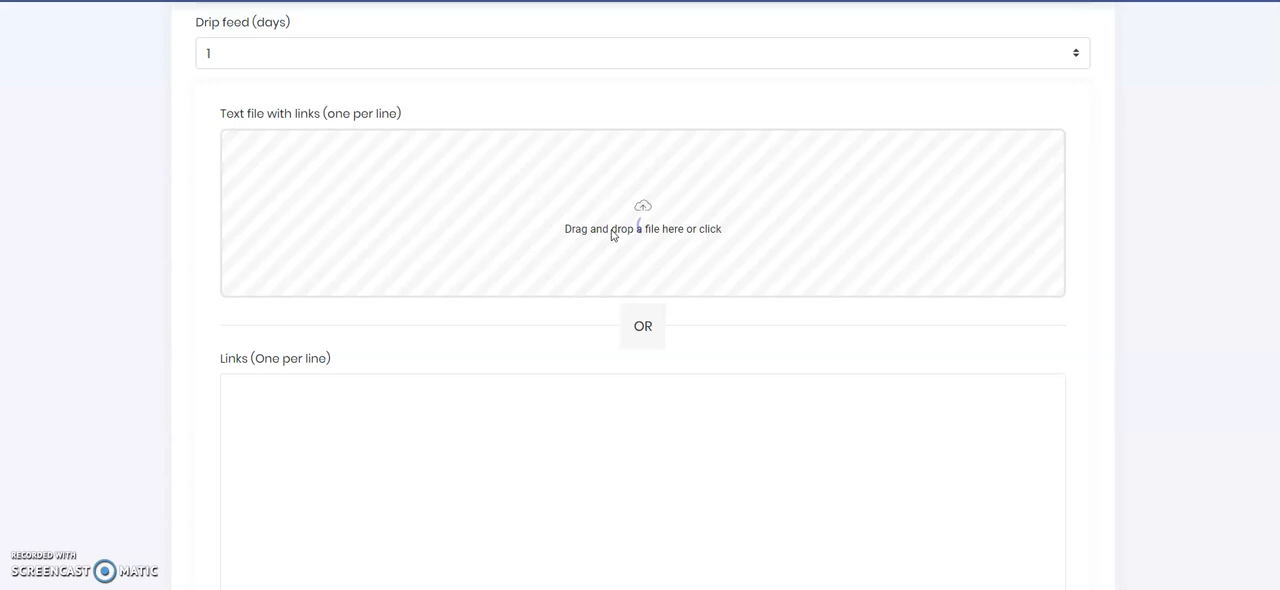 Drip feed (days)
1
Text file with links (one per line)
Drag and drop a file here or click
OR
Links (One per line)
RECORDED WITH
SCREENCAST MATIC